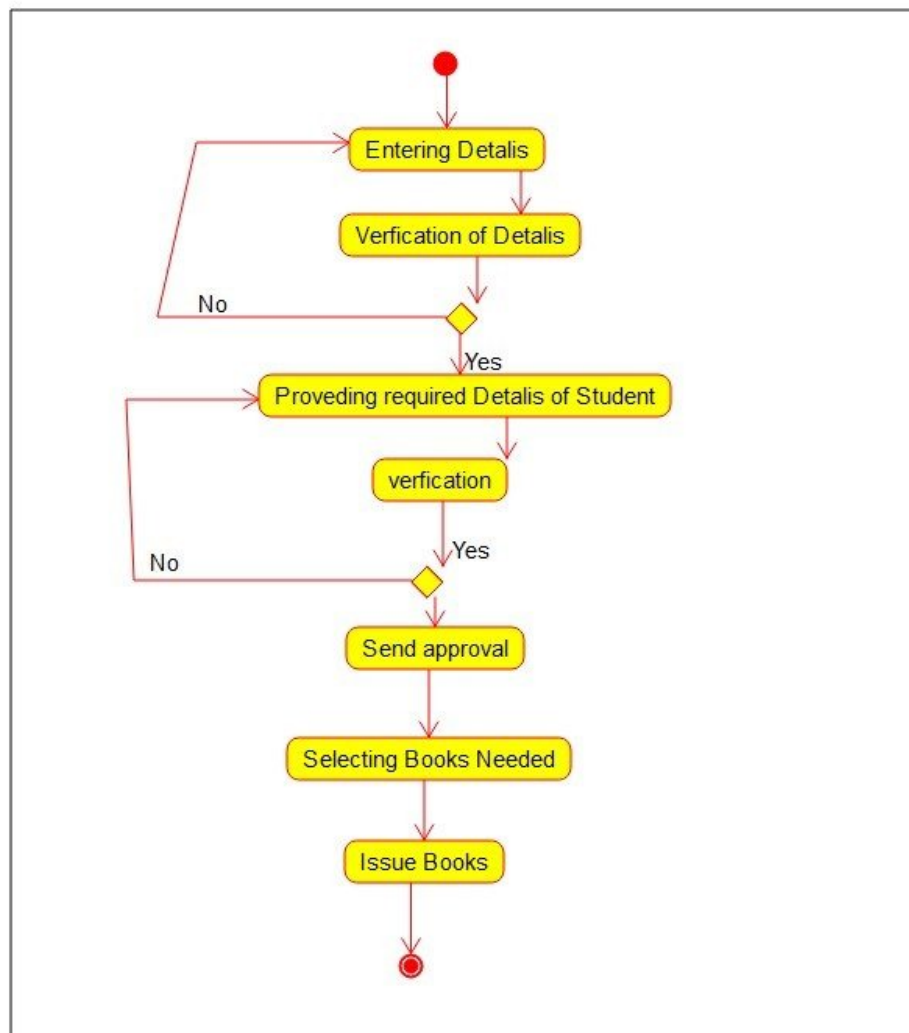 Entering Detalis
Verfication of Detalis
No
Yes
Proveding required Detalis of Student
verfication
Yes
No
Send approval
Selecting Books Needed
Issue Books